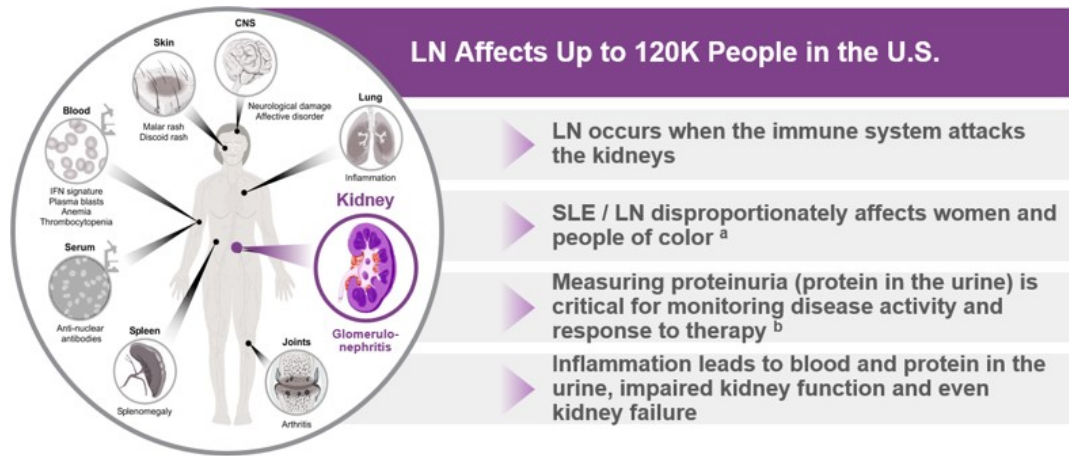 CNS
Neurological damage
Affective disorder
Skin
Malar rash
Discoid rash
Lung
Inflammation
Blood
IFN signature
Plasma blasts
Anemia
Thrombocytopenia
Kidney
Glomerulo-
nephritis
Serum
Anti-nuclear
antibodies
Spleen
Splenomegaly
Joints
Arthritis
LN Affects Up to 120K People in the U.S.
LN occurs when the immune system attacks
the kidneys
SLE / LN disproportionately affects women and
people of color a
Measuring proteinuria (protein in the urine) is
critical for monitoring disease activity and
response to therapy b
Inflammation leads to blood and protein in the
urine, impaired kidney function and even
kidney failure